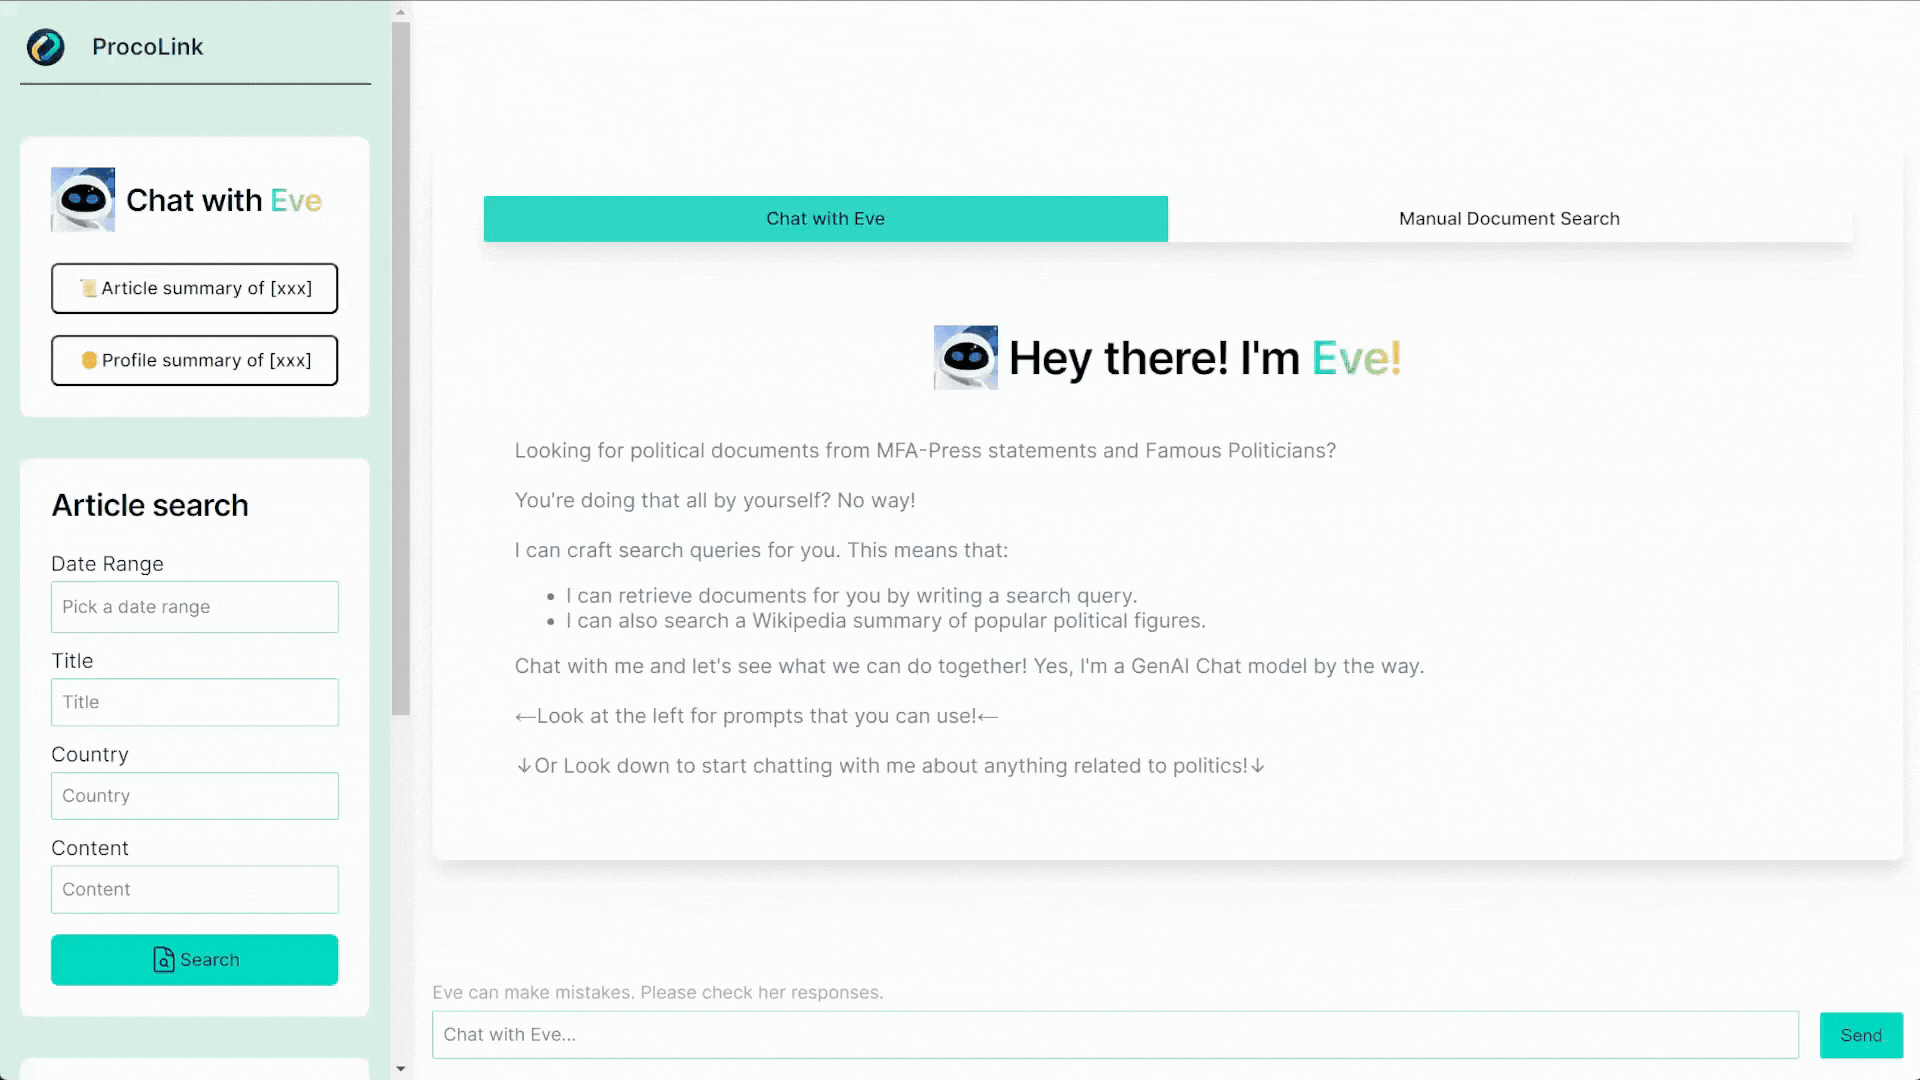 ProcoLink
Chat with Eve
📜Article summary of [xxx]
👴Profile summary of [xxx]
Article search
Date Range
Pick a date range
Title
Title
Country
Country
Content
Content
Search
Chat with Eve
Manual Document Search
Hey there! I'm Eve!
Looking for political documents from MFA-Press statements and Famous Politicians?
You're doing that all by yourself? No way!
I can craft search queries for you. This means that:
• I can retrieve documents for you by writing a search query.
• I can also search a Wikipedia summary of popular political figures.
Chat with me and let's see what we can do together! Yes, I'm a GenAI Chat model by the way.
←Look at the left for prompts that you can use!←
↓Or Look down to start chatting with me about anything related to politics!↓
Eve can make mistakes. Please check her responses.
Chat with Eve...
Send